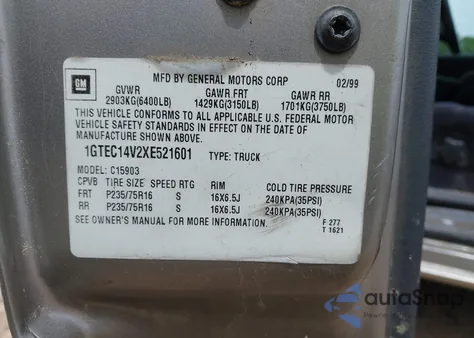 GM
MFD BY GENERAL MOTORS CORP 02/99
GVWR GAWR FRT GAWR RR
2903KG(6400LB) 1429KG(3150LB) 1701KG(3750LB)
THIS VEHICLE CONFORMS TO ALL APPLICABLE U.S. FEDERAL MOTOR
VEHICLE SAFETY STANDARDS IN EFFECT ON THE DATE OF
MANUFACTURE SHOWN ABOVE.
1GTEC14V2XE521601 TYPE: TRUCK
MODEL: C15903
CPVB TIRE SIZE SPEED RTG RIM COLD TIRE PRESSURE
FRT P235/75R16 S 16X6.5J 240KPA(35PSI)
RR P235/75R16 S 16X6.5J 240KPA(35PSI)
SEE OWNER'S MANUAL FOR MORE INFORMATION.
F 277
T 1621
autoSnap